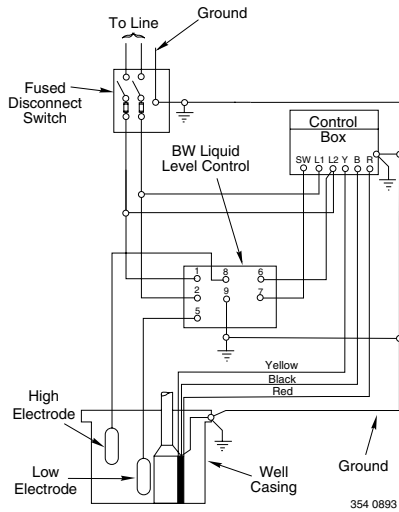 To Line
Ground
Fused
Disconnect
Switch
Control
Box
BW Liquid
Level Control
SW L1 L2 Y B R
1 8 6
2 9 7
5
Yellow
Black
Red
High
Electrode
Low
Electrode
Well
Casing
Ground
354 0893